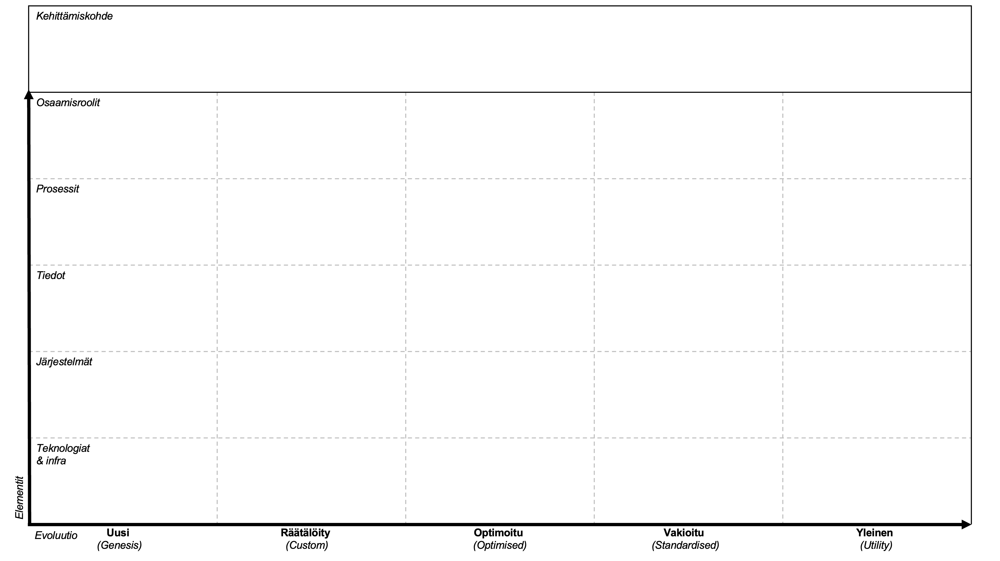 Kehittämiskohde
Osaamisroolit
Prosessit
Tiedot
Järjestelmät
Teknologiat
& infra
Elementit
Evoluutio
Uusi
(Genesis)
Räätälöity
(Custom)
Optimoitu
(Optimised)
Vakioitu
(Standardised)
Yleinen
(Utility)